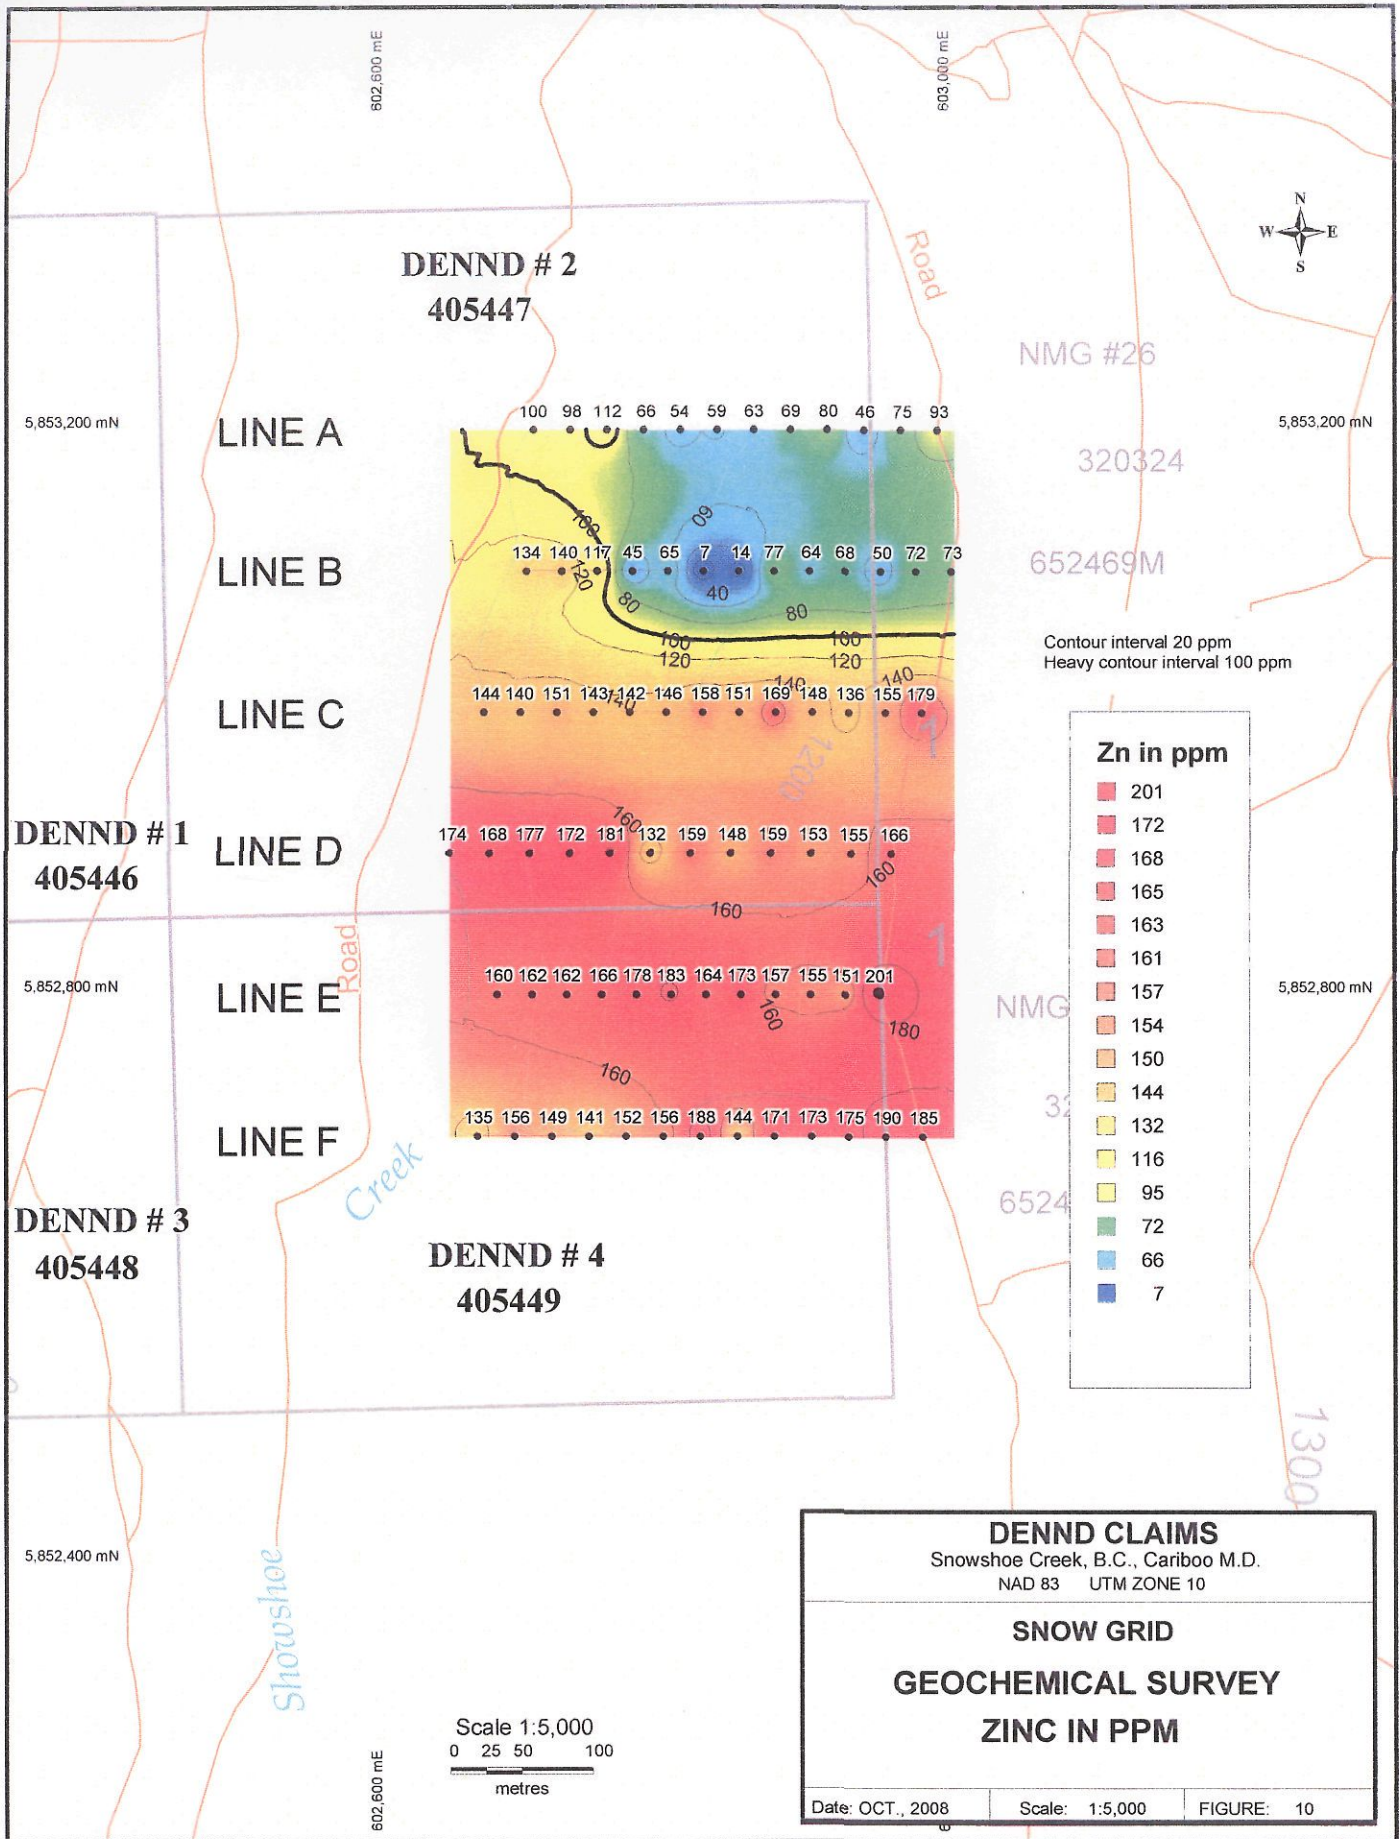 602,600 mE
603,000 mE
N
W E
S
DENND # 2
405447
Road
NMG #26
5,853,200 mN
LINE A
100 98 112 66 54 59 63 69 80 46 75 93
5,853,200 mN
320324
100
60
LINE B
134 140 117 45 65 7 14 77 64 68 50 72 73
652469M
120
80
40
80
100
100
120
120
Contour interval 20 ppm
Heavy contour interval 100 ppm
140
140
LINE C
144 140 151 143 142 146 158 151 169 148 136 155 179
140
1
1200
Zn in ppm
201
172
168
165
163
161
157
154
150
144
132
116
95
72
66
7
160
DENND # 1
405446
LINE D
174 168 177 172 181 132 159 148 159 153 155 166
160
160
1
Road
5,852,800 mN
LINE E
160 162 162 166 178 183 164 173 157 155 151 201
NMG
5,852,800 mN
160
180
160
32
LINE F
135 156 149 141 152 156 188 144 171 173 175 190 185
Creek
6524
DENND # 3
405448
DENND # 4
405449
1300
5,852,400 mN
Showshoe
DENND CLAIMS
Snowshoe Creek, B.C., Cariboo M.D.
NAD 83 UTM ZONE 10
SNOW GRID
GEOCHEMICAL SURVEY
ZINC IN PPM
Date: OCT., 2008 Scale: 1:5,000 FIGURE: 10
Scale 1:5,000
0 25 50 100
metres
602,600 mE